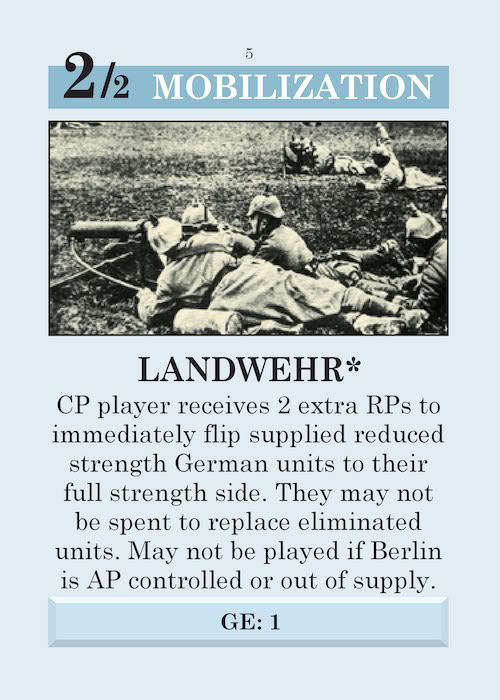 5
2/2 MOBILIZATION
LANDWEHR*
CP player receives 2 extra RPs to
immediately flip supplied reduced
strength German units to their
full strength side. They may not
be spent to replace eliminated
units. May not be played if Berlin
is AP controlled or out of supply.
GE: 1